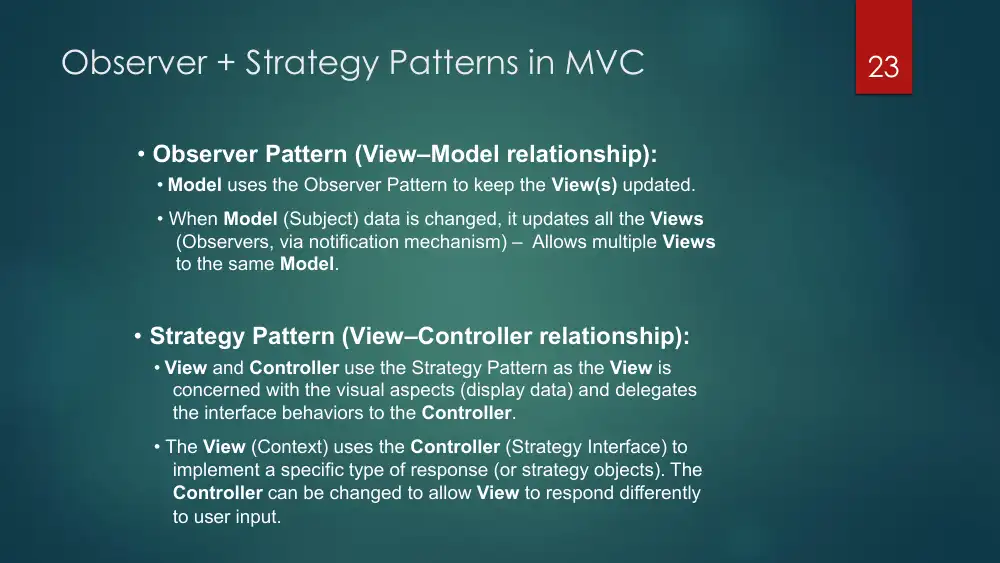 Observer + Strategy Patterns in MVC
23
• Observer Pattern (View–Model relationship):
• Model uses the Observer Pattern to keep the View(s) updated.
• When Model (Subject) data is changed, it updates all the Views
(Observers, via notification mechanism) – Allows multiple Views
to the same Model.
• Strategy Pattern (View–Controller relationship):
• View and Controller use the Strategy Pattern as the View is
concerned with the visual aspects (display data) and delegates
the interface behaviors to the Controller.
• The View (Context) uses the Controller (Strategy Interface) to
implement a specific type of response (or strategy objects). The
Controller can be changed to allow View to respond differently
to user input.